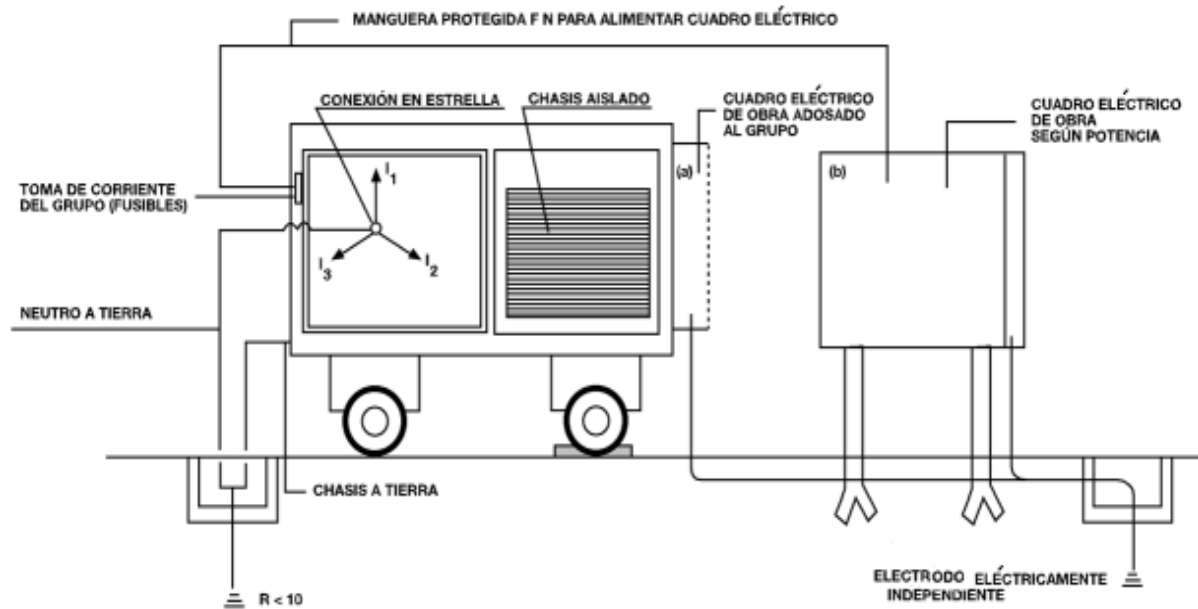 MANGUERA PROTEGIDA F N PARA ALIMENTAR CUADRO ELÉCTRICO
CONEXIÓN EN ESTRELLA
CHASIS AISLADO
CUADRO ELÉCTRICO
DE OBRA ADOSADO
AL GRUPO
CUADRO ELÉCTRICO
DE OBRA
SEGÚN POTENCIA
(a)
(b)
TOMA DE CORRIENTE
DEL GRUPO (FUSIBLES)
I1
I3
I2
NEUTRO A TIERRA
CHASIS A TIERRA
R < 10
ELECTRODO ELÉCTRICAMENTE
INDEPENDIENTE